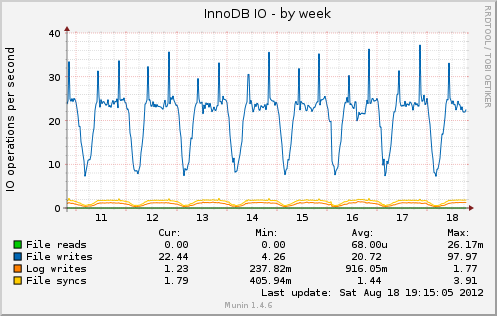 InnoDB IO - by week
RRDTOOL / TOBI OETIKER
IO operations per second
40
30
20
10
0
11 12 13 14 15 16 17 18
Cur: Min: Avg: Max:
File reads 0.00 0.00 68.00u 26.17m
File writes 22.44 4.26 20.72 97.97
Log writes 1.23 237.82m 916.05m 1.77
File syncs 1.79 405.94m 1.44 3.91
Last update: Sat Aug 18 19:15:05 2012
Munin 1.4.6